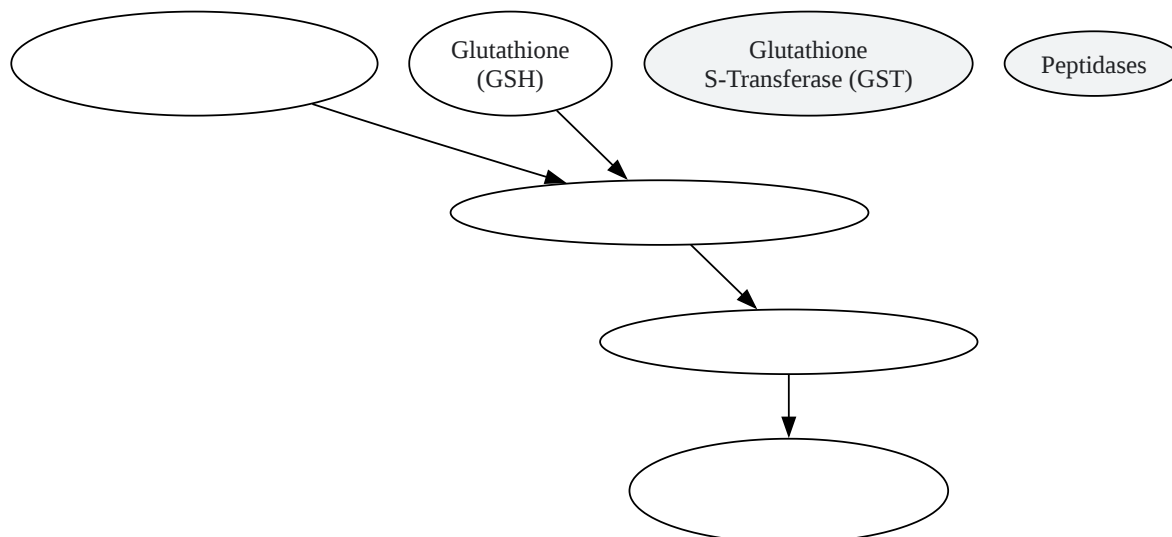 Glutathione
(GSH)
Glutathione
S-Transferase (GST)
Peptidases